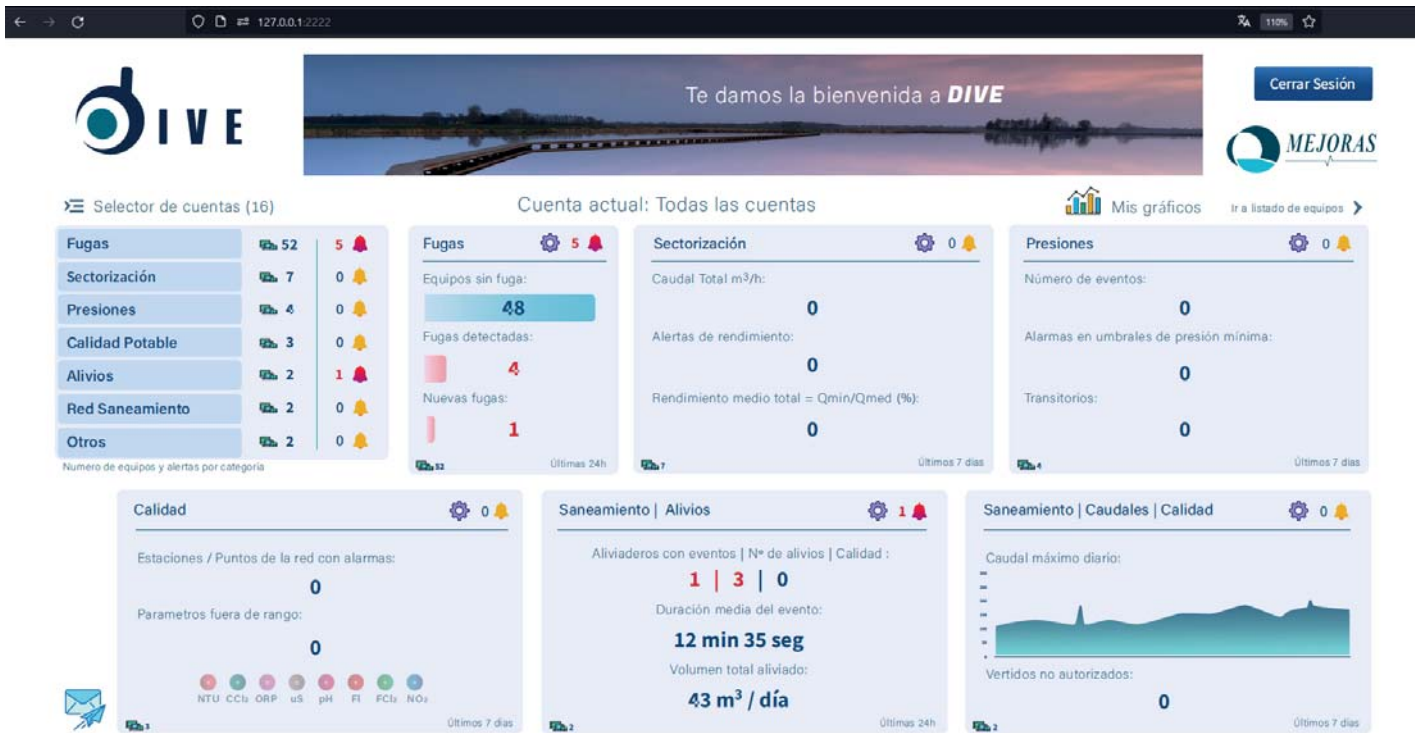 127.0.0.1:2222
110%
DIVE
Te damos la bienvenida a DIVE
Cerrar Sesión
MEJORAS
Selector de cuentas (16)
Cuenta actual: Todas las cuentas
Mis gráficos
Ir a listado de equipos
Fugas 52 5
Sectorización 7 0
Presiones 4 0
Calidad Potable 3 0
Alivios 2 1
Red Saneamiento 2 0
Otros 2 0
Numero de equipos y alertas por categoria
Fugas 5
Equipos sin fuga:
48
Fugas detectadas:
4
Nuevas fugas:
1
52 Últimas 24h
Sectorización 0
Caudal Total m³/h:
0
Alertas de rendimiento:
0
Rendimiento medio total = Qmin/Qmed (%):
0
7 Últimos 7 dias
Presiones 0
Número de eventos:
0
Alarmas en umbrales de presión mínima:
0
Transitorios:
0
4 Últimos 7 dias
Calidad 0
Estaciones / Puntos de la red con alarmas:
0
Parametros fuera de rango:
0
NTU CCl₂ ORP uS pH Fl FCl₂ NO₃
3 Últimos 7 dias
Saneamiento | Alivios 1
Aliviaderos con eventos | Nº de alivios | Calidad :
1 | 3 | 0
Duración media del evento:
12 min 35 seg
Volumen total aliviado:
43 m³ / día
2 Últimas 24h
Saneamiento | Caudales | Calidad 0
Caudal máximo diario:
Vertidos no autorizados:
0
2 Últimos 7 dias